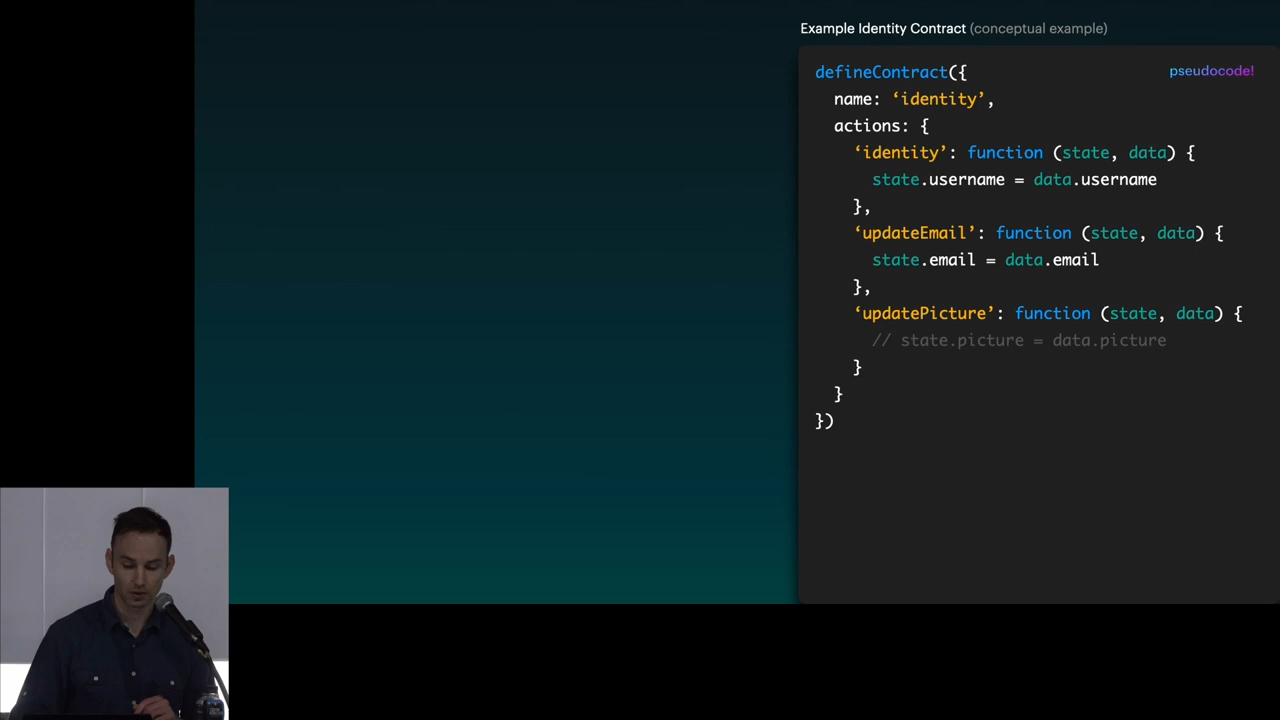 Example Identity Contract (conceptual example)
pseudocode!
defineContract({
  name: ‘identity’,
  actions: {
    ‘identity’: function (state, data) {
      state.username = data.username
    },
    ‘updateEmail’: function (state, data) {
      state.email = data.email
    },
    ‘updatePicture’: function (state, data) {
      // state.picture = data.picture
    }
  }
})